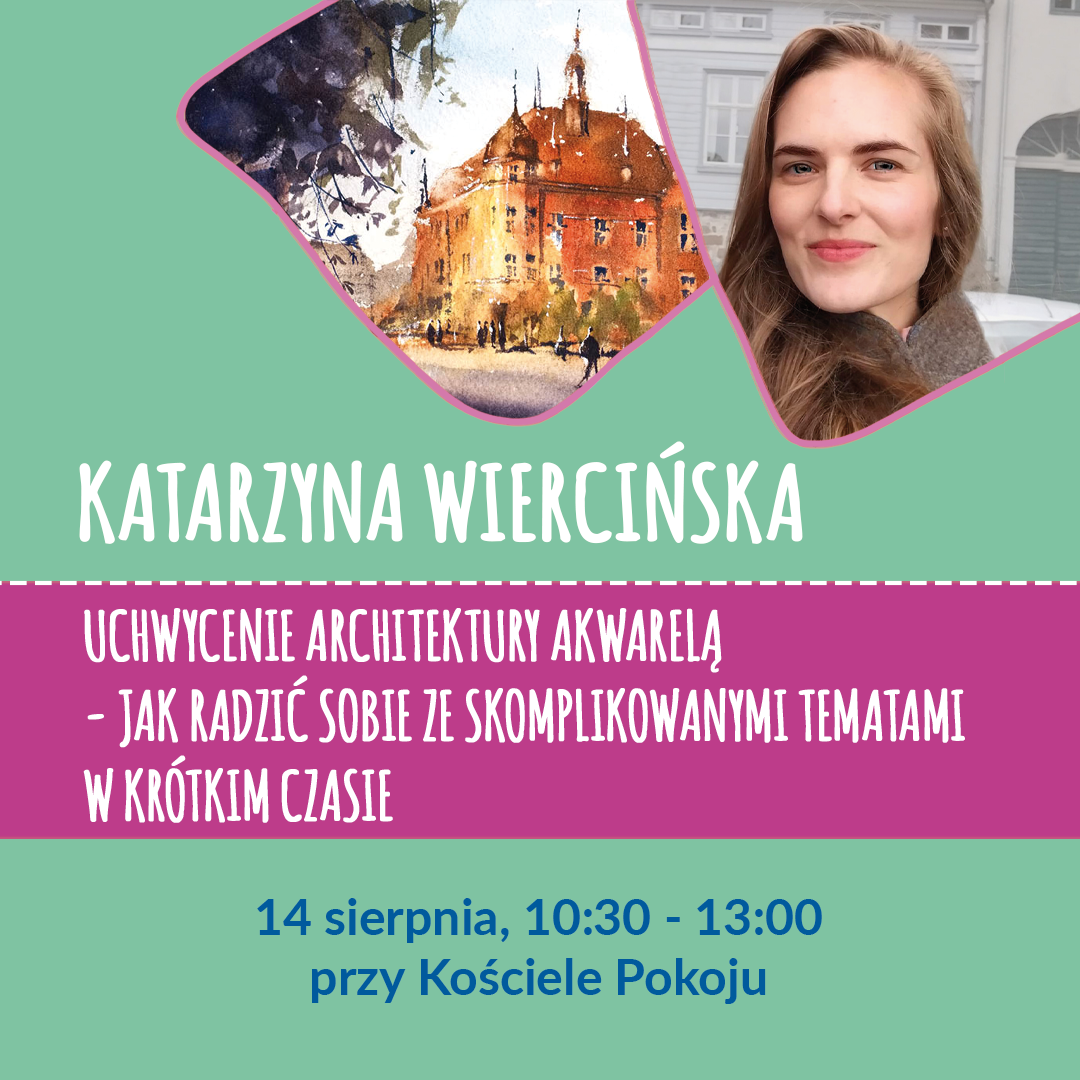 KATARZYNA WIERCIŃSKA
UCHWYCENIE ARCHITEKTURY AKWARELĄ
- JAK RADZIĆ SOBIE ZE SKOMPLIKOWANYMI TEMATAMI
W KRÓTKIM CZASIE
14 sierpnia, 10:30 - 13:00
przy Kościele Pokoju